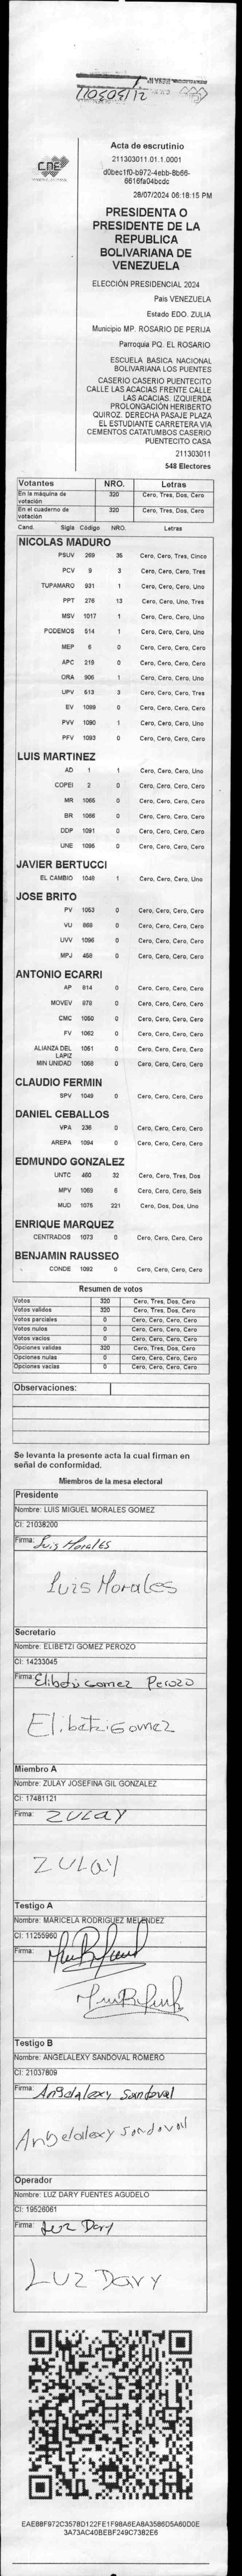 110505112
CNE
Acta de escrutinio
211303011.01.1.0001
d0bec1f0-b972-4ebb-8b66-
6616fa04bcdc
28/07/2024 06:18:15 PM
PRESIDENTA O
PRESIDENTE DE LA
REPUBLICA
BOLIVARIANA DE
VENEZUELA
ELECCIÓN PRESIDENCIAL 2024
País VENEZUELA
Estado EDO. ZULIA
Municipio MP. ROSARIO DE PERIJA
Parroquia PQ. EL ROSARIO
ESCUELA BASICA NACIONAL
BOLIVARIANA LOS PUENTES
CASERIO CASERIO PUENTECITO
CALLE LAS ACACIAS FRENTE CALLE
LAS ACACIAS. IZQUIERDA
PROLONGACIÓN HERIBERTO
QUIROZ. DERECHA PASAJE PLAZA
EL ESTUDIANTE CARRETERA VIA
CEMENTOS CATATUMBOS CASERIO
PUENTECITO CASA
211303011
548 Electores
Votantes NRO. Letras
En la máquina de votación 320 Cero, Tres, Dos, Cero
En el cuaderno de votación 320 Cero, Tres, Dos, Cero
Cand. Sigla Código NRO. Letras
NICOLAS MADURO
PSUV 269 35 Cero, Cero, Tres, Cinco
PCV 9 3 Cero, Cero, Cero, Tres
TUPAMARO 931 1 Cero, Cero, Cero, Uno
PPT 276 13 Cero, Cero, Uno, Tres
MSV 1017 1 Cero, Cero, Cero, Uno
PODEMOS 514 1 Cero, Cero, Cero, Uno
MEP 6 0 Cero, Cero, Cero, Cero
APC 219 0 Cero, Cero, Cero, Cero
ORA 906 1 Cero, Cero, Cero, Uno
UPV 613 3 Cero, Cero, Cero, Tres
EV 1089 0 Cero, Cero, Cero, Cero
PVV 1090 1 Cero, Cero, Cero, Uno
PFV 1093 0 Cero, Cero, Cero, Cero
LUIS MARTINEZ
AD 1 1 Cero, Cero, Cero, Uno
COPEI 2 0 Cero, Cero, Cero, Cero
MR 1065 0 Cero, Cero, Cero, Cero
BR 1066 0 Cero, Cero, Cero, Cero
DDP 1091 0 Cero, Cero, Cero, Cero
UNE 1095 0 Cero, Cero, Cero, Cero
JAVIER BERTUCCI
EL CAMBIO 1048 1 Cero, Cero, Cero, Uno
JOSE BRITO
PV 1053 0 Cero, Cero, Cero, Cero
VU 868 0 Cero, Cero, Cero, Cero
UVV 1096 0 Cero, Cero, Cero, Cero
MPJ 458 0 Cero, Cero, Cero, Cero
ANTONIO ECARRI
AP 814 0 Cero, Cero, Cero, Cero
MOVEV 978 0 Cero, Cero, Cero, Cero
CMC 1050 0 Cero, Cero, Cero, Cero
FV 1062 0 Cero, Cero, Cero, Cero
ALIANZA DEL LAPIZ 1051 0 Cero, Cero, Cero, Cero
MIN UNIDAD 1068 0 Cero, Cero, Cero, Cero
CLAUDIO FERMIN
SPV 1049 0 Cero, Cero, Cero, Cero
DANIEL CEBALLOS
VPA 236 0 Cero, Cero, Cero, Cero
AREPA 1094 0 Cero, Cero, Cero, Cero
EDMUNDO GONZALEZ
UNTC 460 32 Cero, Cero, Tres, Dos
MPV 1069 6 Cero, Cero, Cero, Seis
MUD 1075 221 Cero, Dos, Dos, Uno
ENRIQUE MARQUEZ
CENTRADOS 1073 0 Cero, Cero, Cero, Cero
BENJAMIN RAUSSEO
CONDE 1092 0 Cero, Cero, Cero, Cero
Resumen de votos
Votos 320 Cero, Tres, Dos, Cero
Votos validos 320 Cero, Tres, Dos, Cero
Votos parciales 0 Cero, Cero, Cero, Cero
Votos nulos 0 Cero, Cero, Cero, Cero
Votos vacios 0 Cero, Cero, Cero, Cero
Opciones validas 320 Cero, Tres, Dos, Cero
Opciones nulas 0 Cero, Cero, Cero, Cero
Opciones vacias 0 Cero, Cero, Cero, Cero
Observaciones:
Se levanta la presente acta la cual firman en
señal de conformidad.
Miembros de la mesa electoral
Presidente
Nombre: LUIS MIGUEL MORALES GOMEZ
CI: 21038200
Firma: Luis Morales
Luis Morales
Secretario
Nombre: ELIBETZI GOMEZ PEROZO
CI: 14233045
Firma: Elibetzi Gomez Perozo
Elibetzi Gomez
Miembro A
Nombre: ZULAY JOSEFINA GIL GONZALEZ
CI: 17481121
Firma: ZULAY
ZULAY
Testigo A
Nombre: MARICELA RODRIGUEZ MELENDEZ
CI: 11255960
Firma:
Testigo B
Nombre: ANGELALEXY SANDOVAL ROMERO
CI: 21037809
Firma: Angelalexy Sandoval
Angelalexy Sandoval
Operador
Nombre: LUZ DARY FUENTES AGUDELO
CI: 19526061
Firma: Luz Dary
Luz Dary
EAE88F972C3578D122FE1F98A6EA8A3586D5A60D0E
3A73AC40BEBF249C7382E6